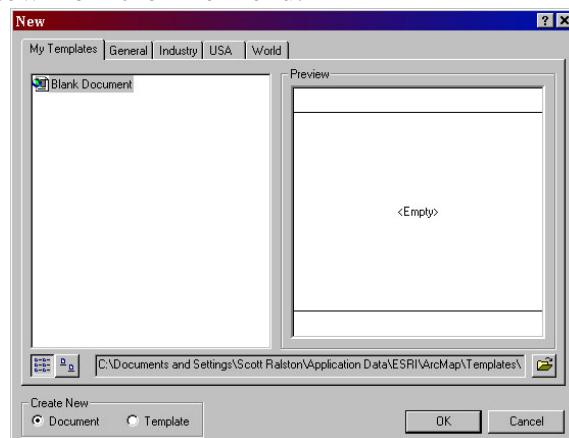 New
My Templates General Industry USA World
Blank Document
Preview
<Empty>
C:\Documents and Settings\Scott Ralston\Application Data\ESRI\ArcMap\Templates\
Create New
Document Template
OK Cancel